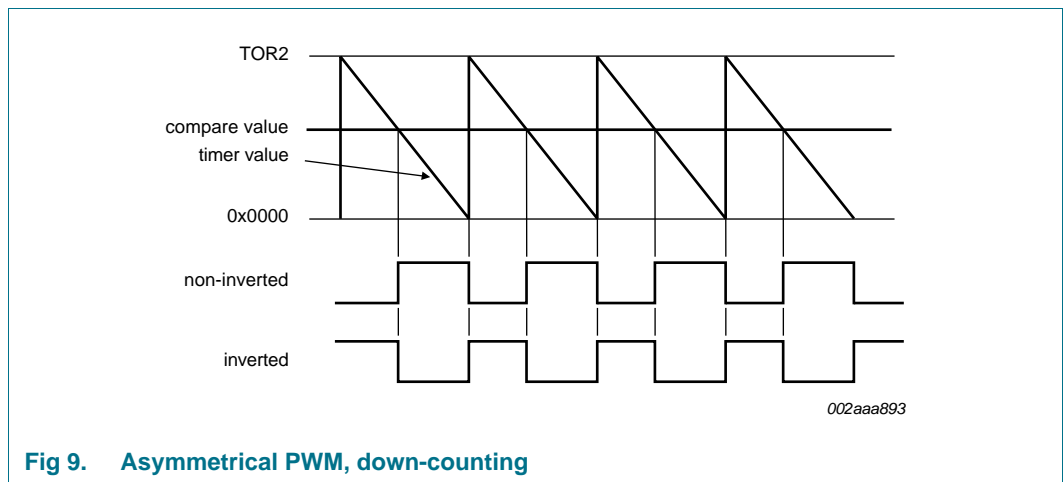 TOR2
compare value
timer value
0x0000
non-inverted
inverted
002aaa893
Fig 9. Asymmetrical PWM, down-counting